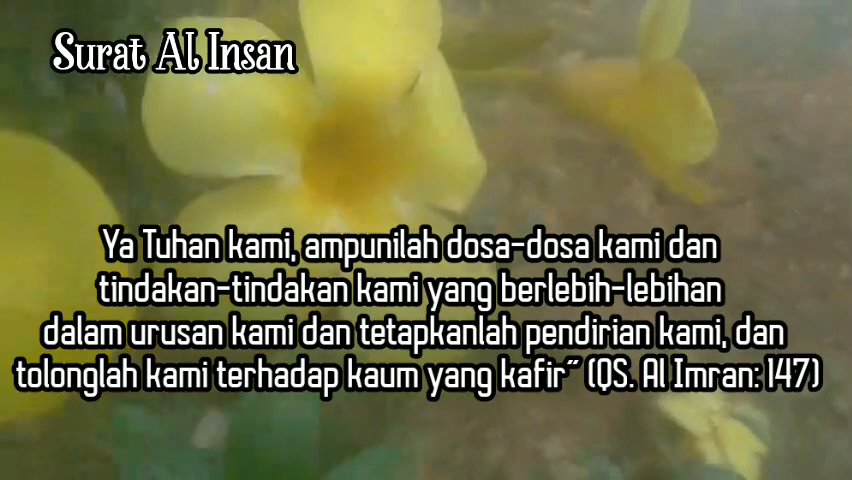 Surat Al Insan
Ya Tuhan kami, ampunilah dosa-dosa kami dan
tindakan-tindakan kami yang berlebih-lebihan
dalam urusan kami dan tetapkanlah pendirian kami, dan
tolonglah kami terhadap kaum yang kafir" (QS. Al Imran: 147)